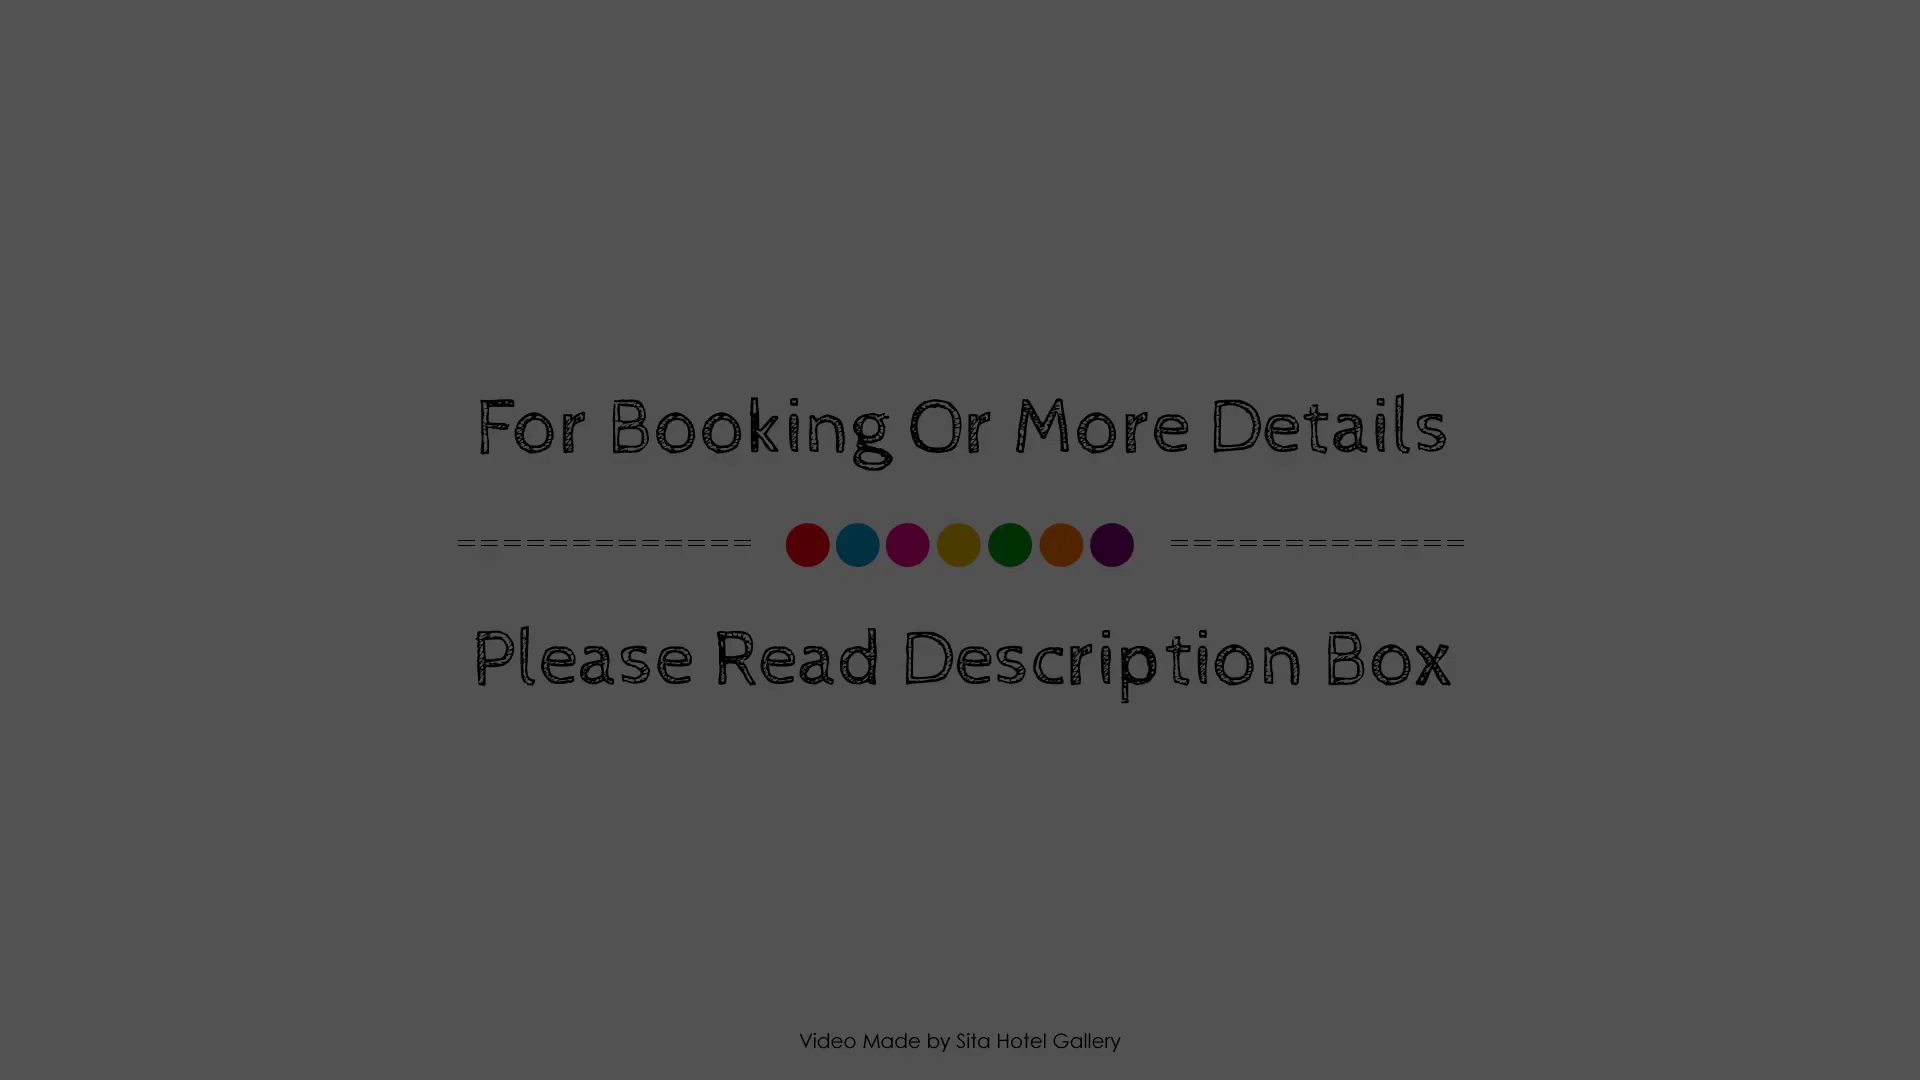 For Booking Or More Details
============= =============
Please Read Description Box
Video Made by Sita Hotel Gallery